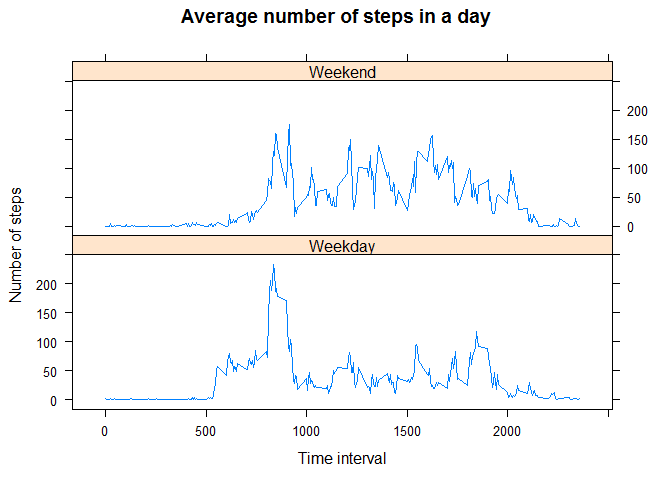 Average number of steps in a day
Weekend
200
150
100
50
0
Number of steps
Weekday
200
150
100
50
0
0 500 1000 1500 2000
Time interval